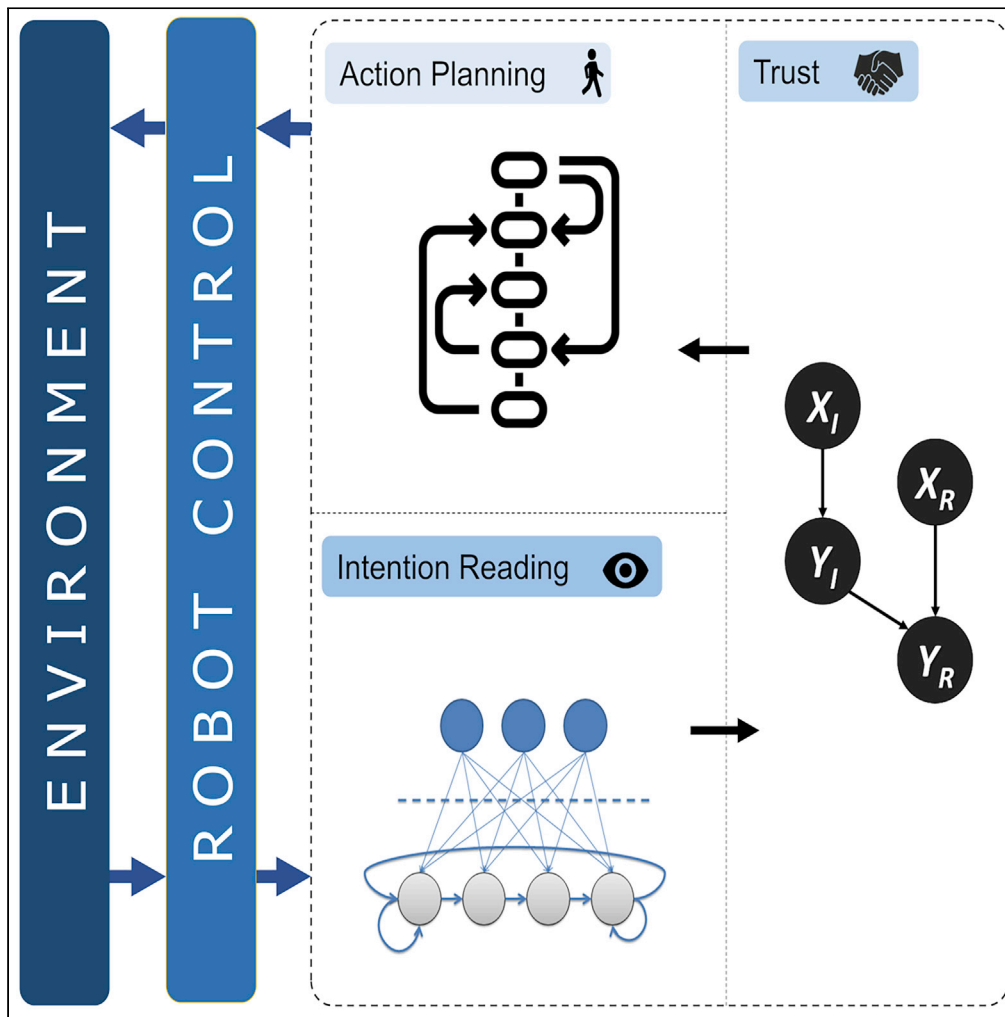 ENVIRONMENT
ROBOT CONTROL
Action Planning
Trust
X_I
X_R
Y_I
Y_R
Intention Reading